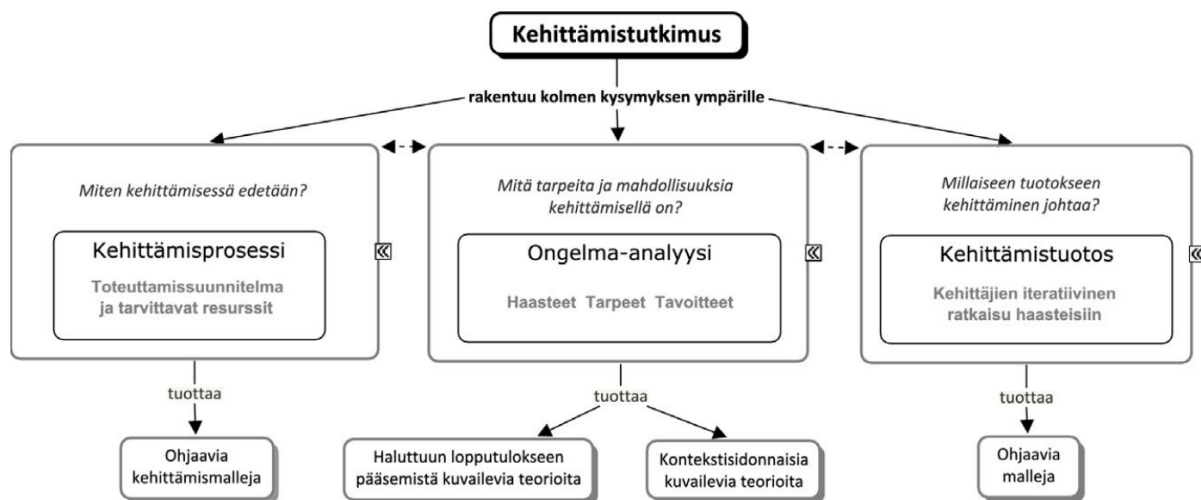 Kehittämistutkimus
rakentuu kolmen kysymyksen ympärille
Miten kehittämisessä edetään?
Kehittämisprosessi
Toteuttamissuunnitelma
ja tarvittavat resurssit
Mitä tarpeita ja mahdollisuuksia
kehittämisellä on?
Ongelma-analyysi
Haasteet Tarpeet Tavoitteet
Millaiseen tuotokseen
kehittäminen johtaa?
Kehittämistuotos
Kehittäjien iteratiivinen
ratkaisu haasteisiin
tuottaa
tuottaa
tuottaa
Ohjaavia
kehittämismalleja
Haluttuun lopputulokseen
pääsemistä kuvailevia teorioita
Kontekstisidonnaisia
kuvailevia teorioita
Ohjaavia
malleja